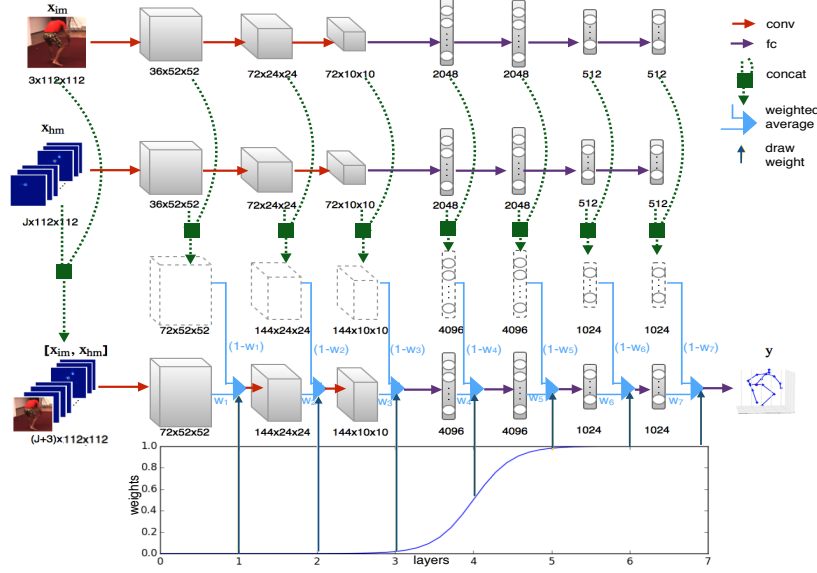 x_im
3x112x112
36x52x52
72x24x24
72x10x10
2048
2048
512
512
conv
fc
concat
weighted
average
draw
weight
x_hm
Jx112x112
36x52x52
72x24x24
72x10x10
2048
2048
512
512
72x52x52
144x24x24
144x10x10
4096
4096
1024
1024
(1-w1)
(1-w2)
(1-w3)
(1-w4)
(1-w5)
(1-w6)
(1-w7)
[x_im, x_hm]
(J+3)x112x112
w1
w2
w3
w4
w5
w6
w7
y
72x52x52
144x24x24
144x10x10
4096
4096
1024
1024
weights
1.0
0.8
0.6
0.4
0.2
0.0
0 1 2 3 4 5 6 7
layers